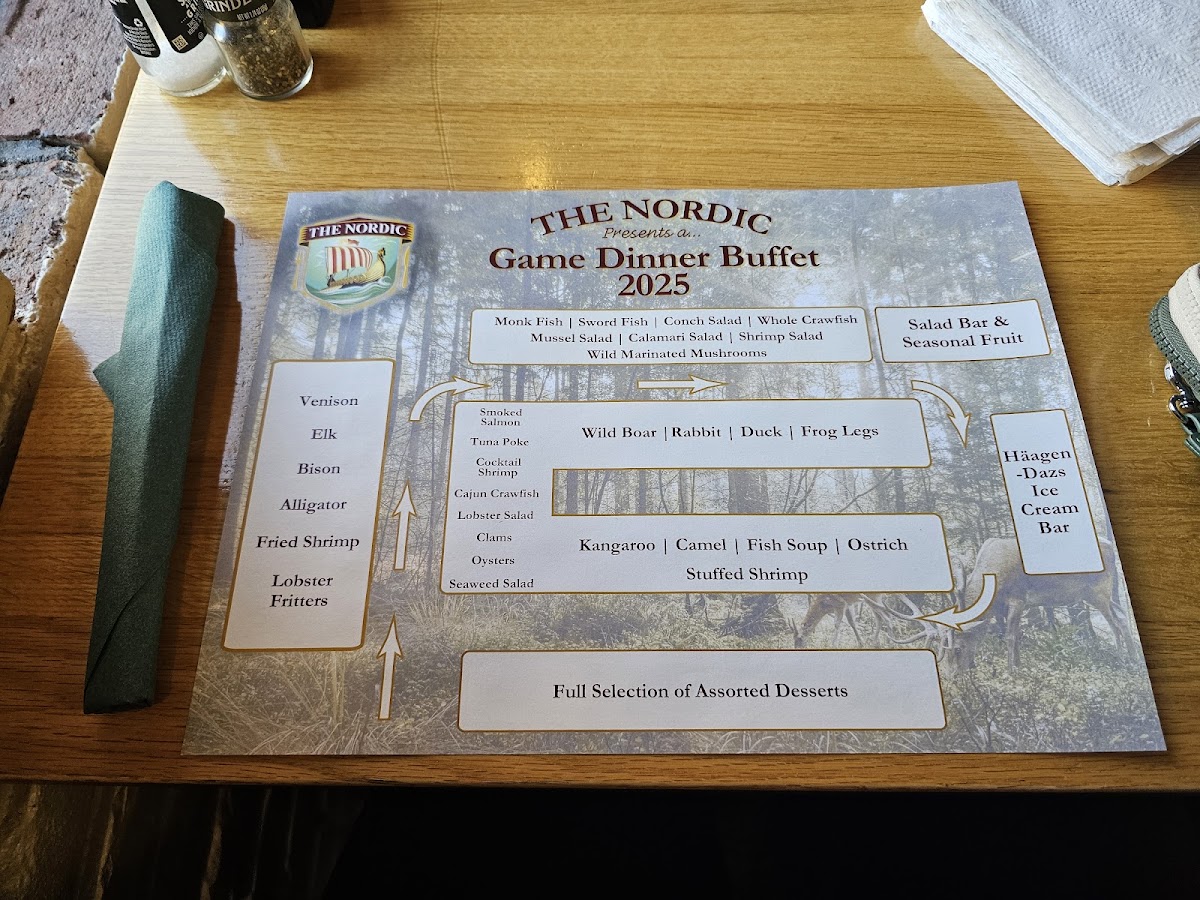 THE NORDIC
THE NORDIC
Presents a...
Game Dinner Buffet
2025
Monk Fish | Sword Fish | Conch Salad | Whole Crawfish
Mussel Salad | Calamari Salad | Shrimp Salad
Wild Marinated Mushrooms
Salad Bar &
Seasonal Fruit
Venison
Elk
Bison
Alligator
Fried Shrimp
Lobster
Fritters
Smoked
Salmon
Tuna Poke
Cocktail
Shrimp
Cajun Crawfish
Lobster Salad
Clams
Oysters
Seaweed Salad
Wild Boar |Rabbit | Duck | Frog Legs
Kangaroo | Camel | Fish Soup | Ostrich
Stuffed Shrimp
Häagen
-Dazs
Ice
Cream
Bar
Full Selection of Assorted Desserts